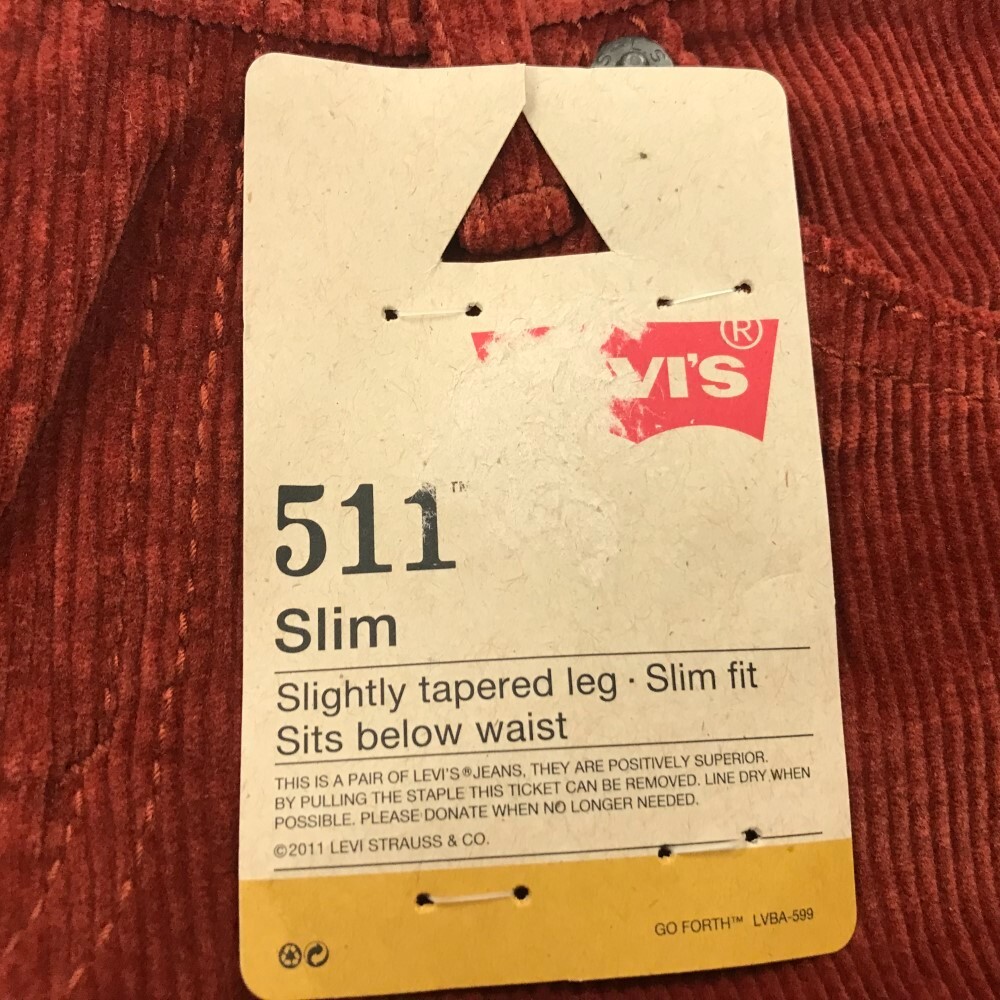 VI'S®
511™
Slim
Slightly tapered leg · Slim fit
Sits below waist
THIS IS A PAIR OF LEVI'S® JEANS, THEY ARE POSITIVELY SUPERIOR.
BY PULLING THE STAPLE THIS TICKET CAN BE REMOVED. LINE DRY WHEN
POSSIBLE. PLEASE DONATE WHEN NO LONGER NEEDED.
©2011 LEVI STRAUSS & CO.
GO FORTH™ LVBA-599